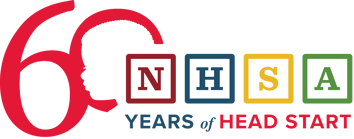 60 NHSA
YEARS of HEAD START